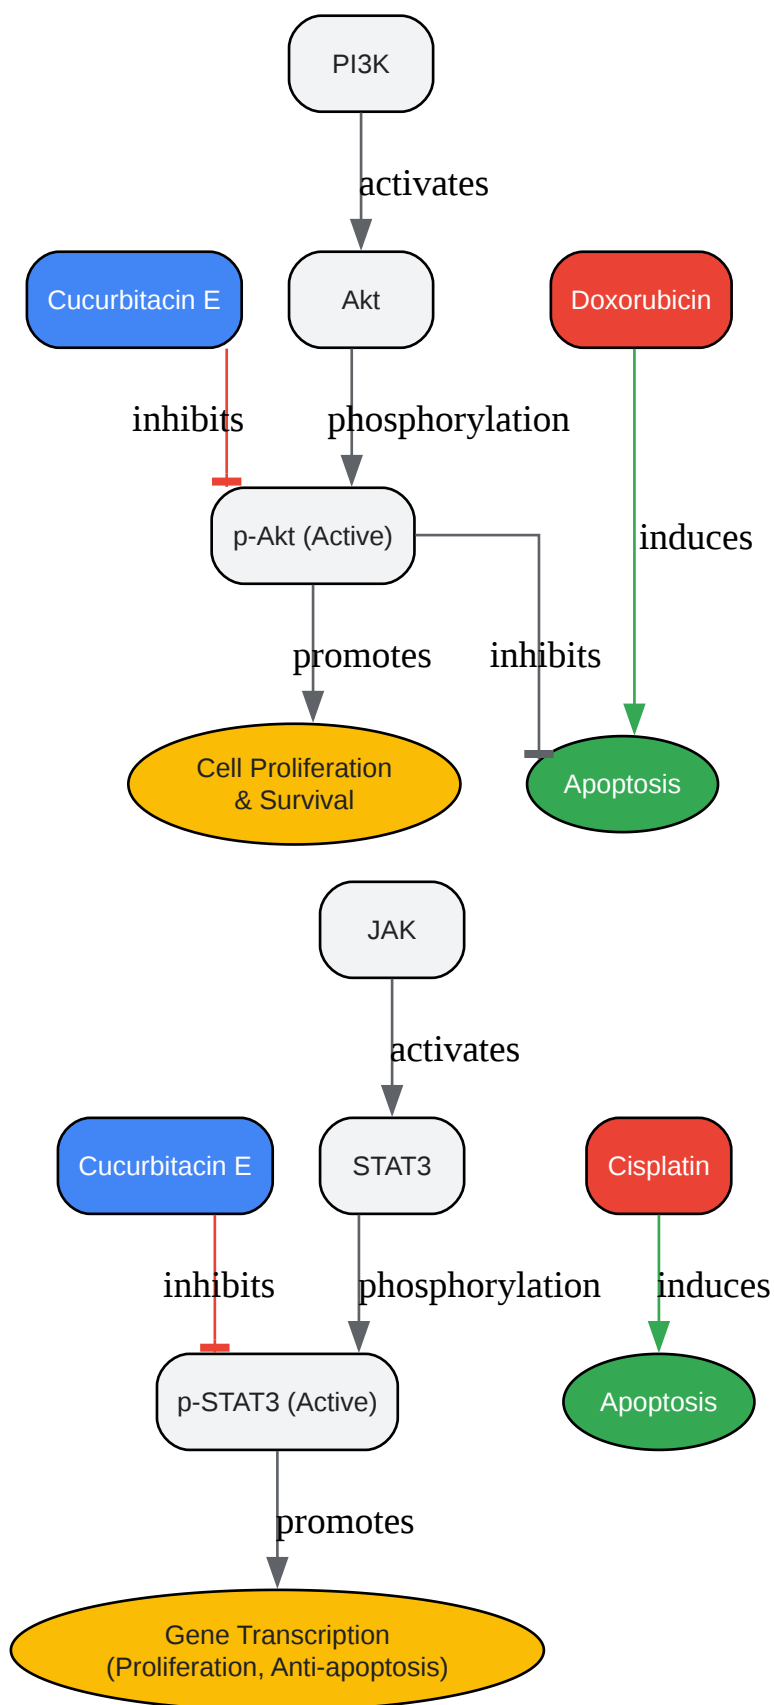 PI3K
activates
Cucurbitacin E
Akt
Doxorubicin
inhibits
phosphorylation
p-Akt (Active)
induces
promotes
inhibits
Cell Proliferation
& Survival
Apoptosis
JAK
activates
Cucurbitacin E
STAT3
Cisplatin
inhibits
phosphorylation
induces
p-STAT3 (Active)
Apoptosis
promotes
Gene Transcription
(Proliferation, Anti-apoptosis)